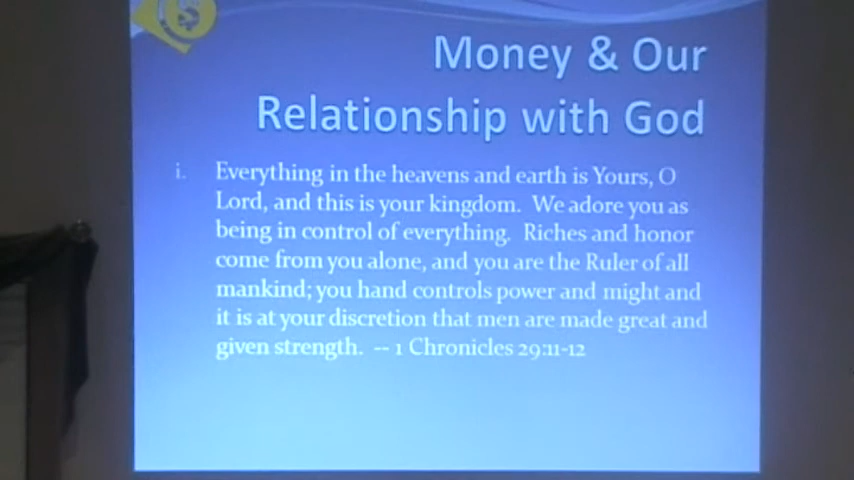 Money & Our
Relationship with God
i. Everything in the heavens and earth is Yours, O
Lord, and this is your kingdom. We adore you as
being in control of everything. Riches and honor
come from you alone, and you are the Ruler of all
mankind; you hand controls power and might and
it is at your discretion that men are made great and
given strength. -- 1 Chronicles 29:11-12